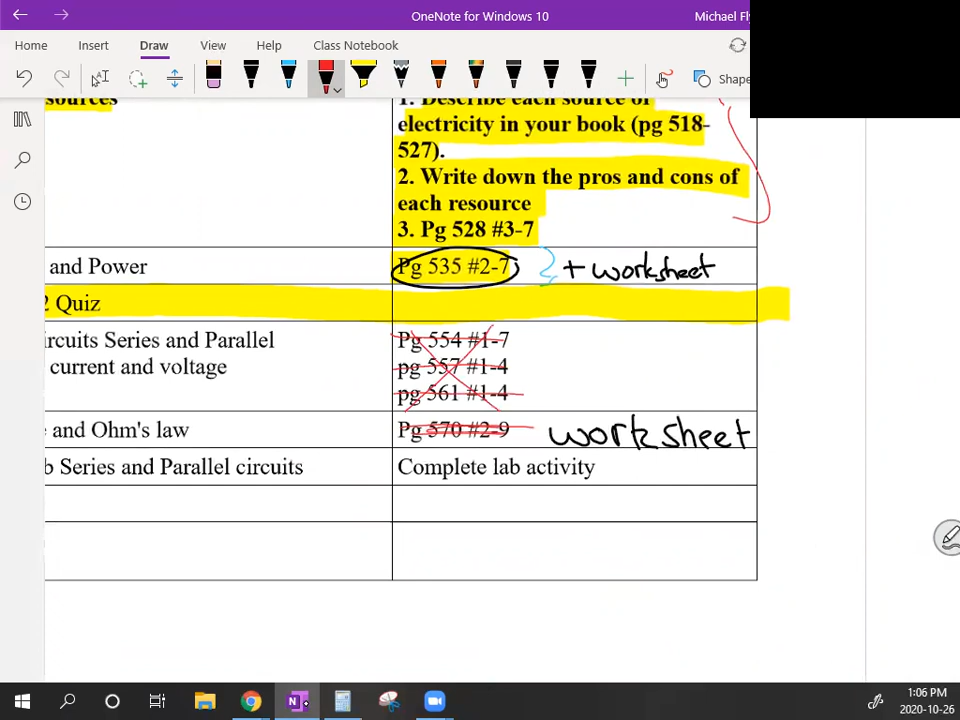 OneNote for Windows 10
Michael Fl
Home Insert Draw View Help Class Notebook
Shape
sources
1. Describe each source of
electricity in your book (pg 518-
527).
2. Write down the pros and cons of
each resource
3. Pg 528 #3-7
and Power
Pg 535 #2-7 + worksheet
2 Quiz
ircuits Series and Parallel
current and voltage
Pg 554 #1-7
pg 557 #1-4
pg 561 #1-4
e and Ohm's law
Pg 570 #2-9 worksheet
b Series and Parallel circuits
Complete lab activity
1:06 PM
2020-10-26